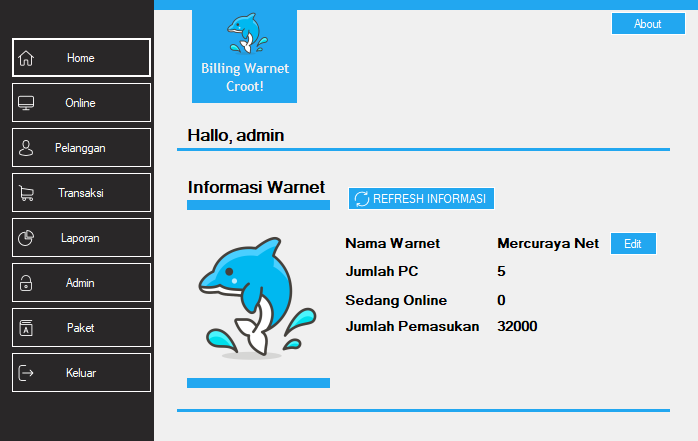 About
Billing Warnet
Croot!
Home
Online
Pelanggan
Transaksi
Laporan
Admin
Paket
Keluar
Hallo, admin
Informasi Warnet
REFRESH INFORMASI
Nama Warnet Mercuraya Net Edit
Jumlah PC 5
Sedang Online 0
Jumlah Pemasukan 32000